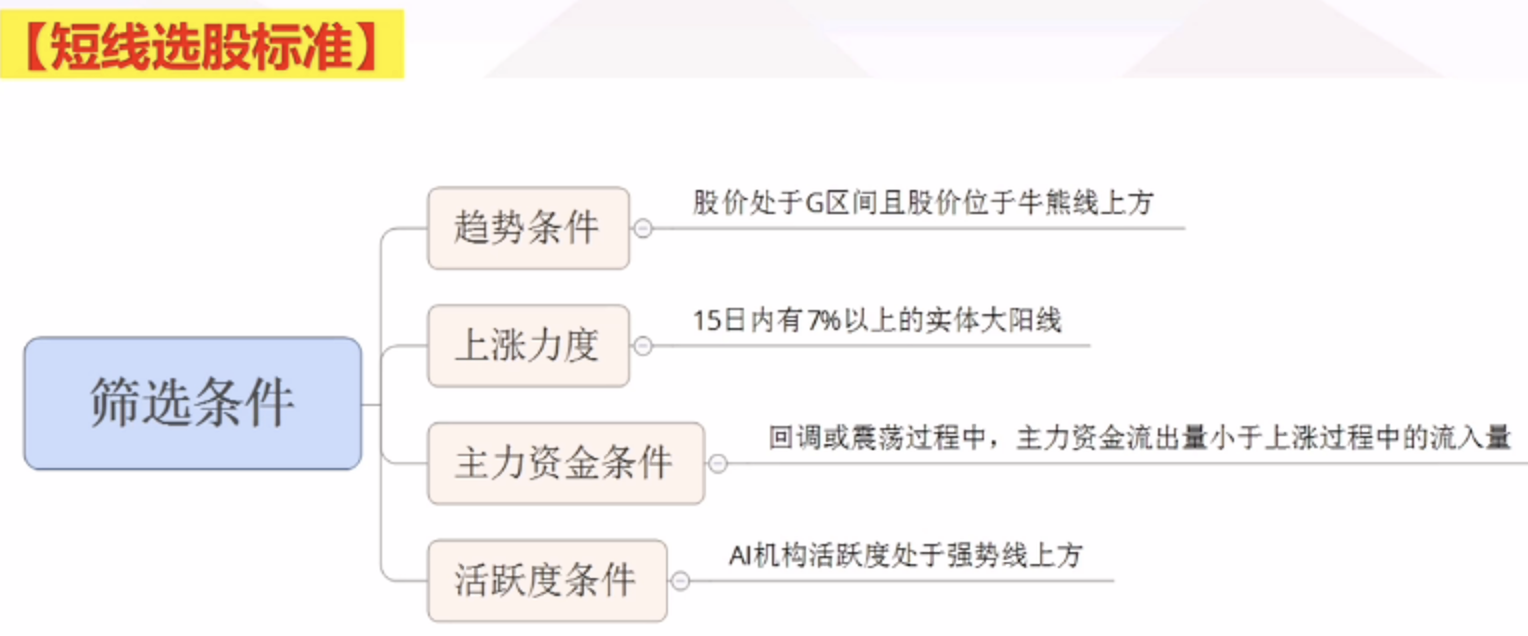 【短线选股标准】
筛选条件
趋势条件
股价处于G区间且股价位于牛熊线上方
上涨力度
15日内有7%以上的实体大阳线
主力资金条件
回调或震荡过程中，主力资金流出量小于上涨过程中的流入量
活跃度条件
AI机构活跃度处于强势线上方